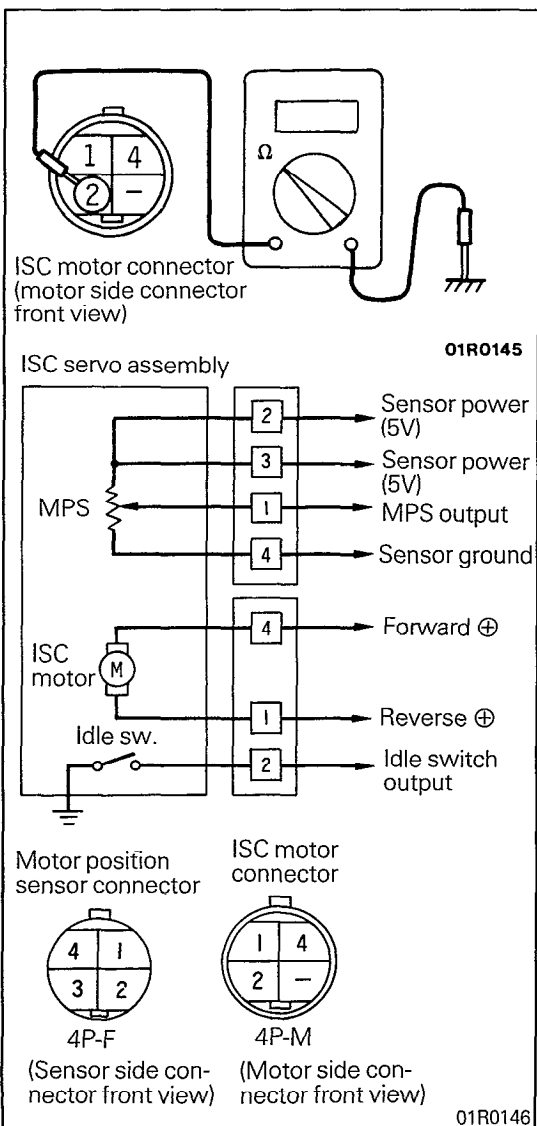 1 4
2 –
Ω
ISC motor connector
(motor side connector
front view)
01R0145
ISC servo assembly
2 Sensor power
(5V)
3 Sensor power
(5V)
MPS
1 MPS output
4 Sensor ground
4 Forward ⊕
ISC
motor
M
1 Reverse ⊕
Idle sw.
2 Idle switch
output
Motor position
sensor connector
4 1
3 2
4P-F
(Sensor side con-
nector front view)
ISC motor
connector
1 4
2 –
4P-M
(Motor side con-
nector front view)
01R0146